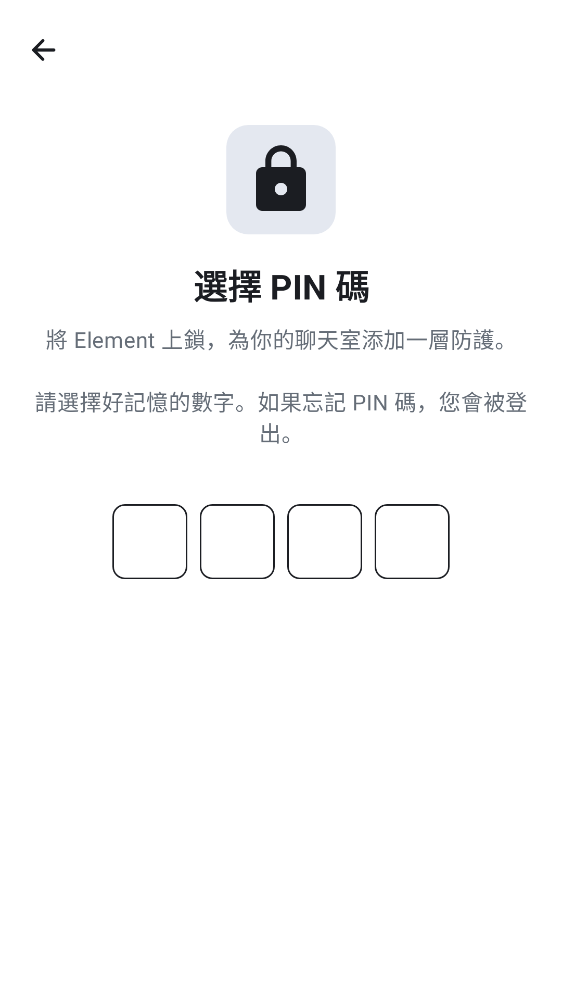 選擇 PIN 碼
將 Element 上鎖，為你的聊天室添加一層防護。
請選擇好記憶的數字。如果忘記 PIN 碼，您會被登
出。